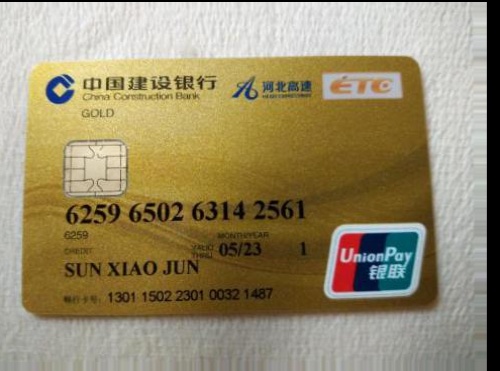 中国建设银行 河北高速 ETC
China Construction Bank
GOLD
6259 6502 6314 2561
6259
MONTH/YEAR
CREDIT VALID THRU 05/23 1
SUN XIAO JUN
UnionPay
银联
卡号: 1301 1502 2301 0032 1487